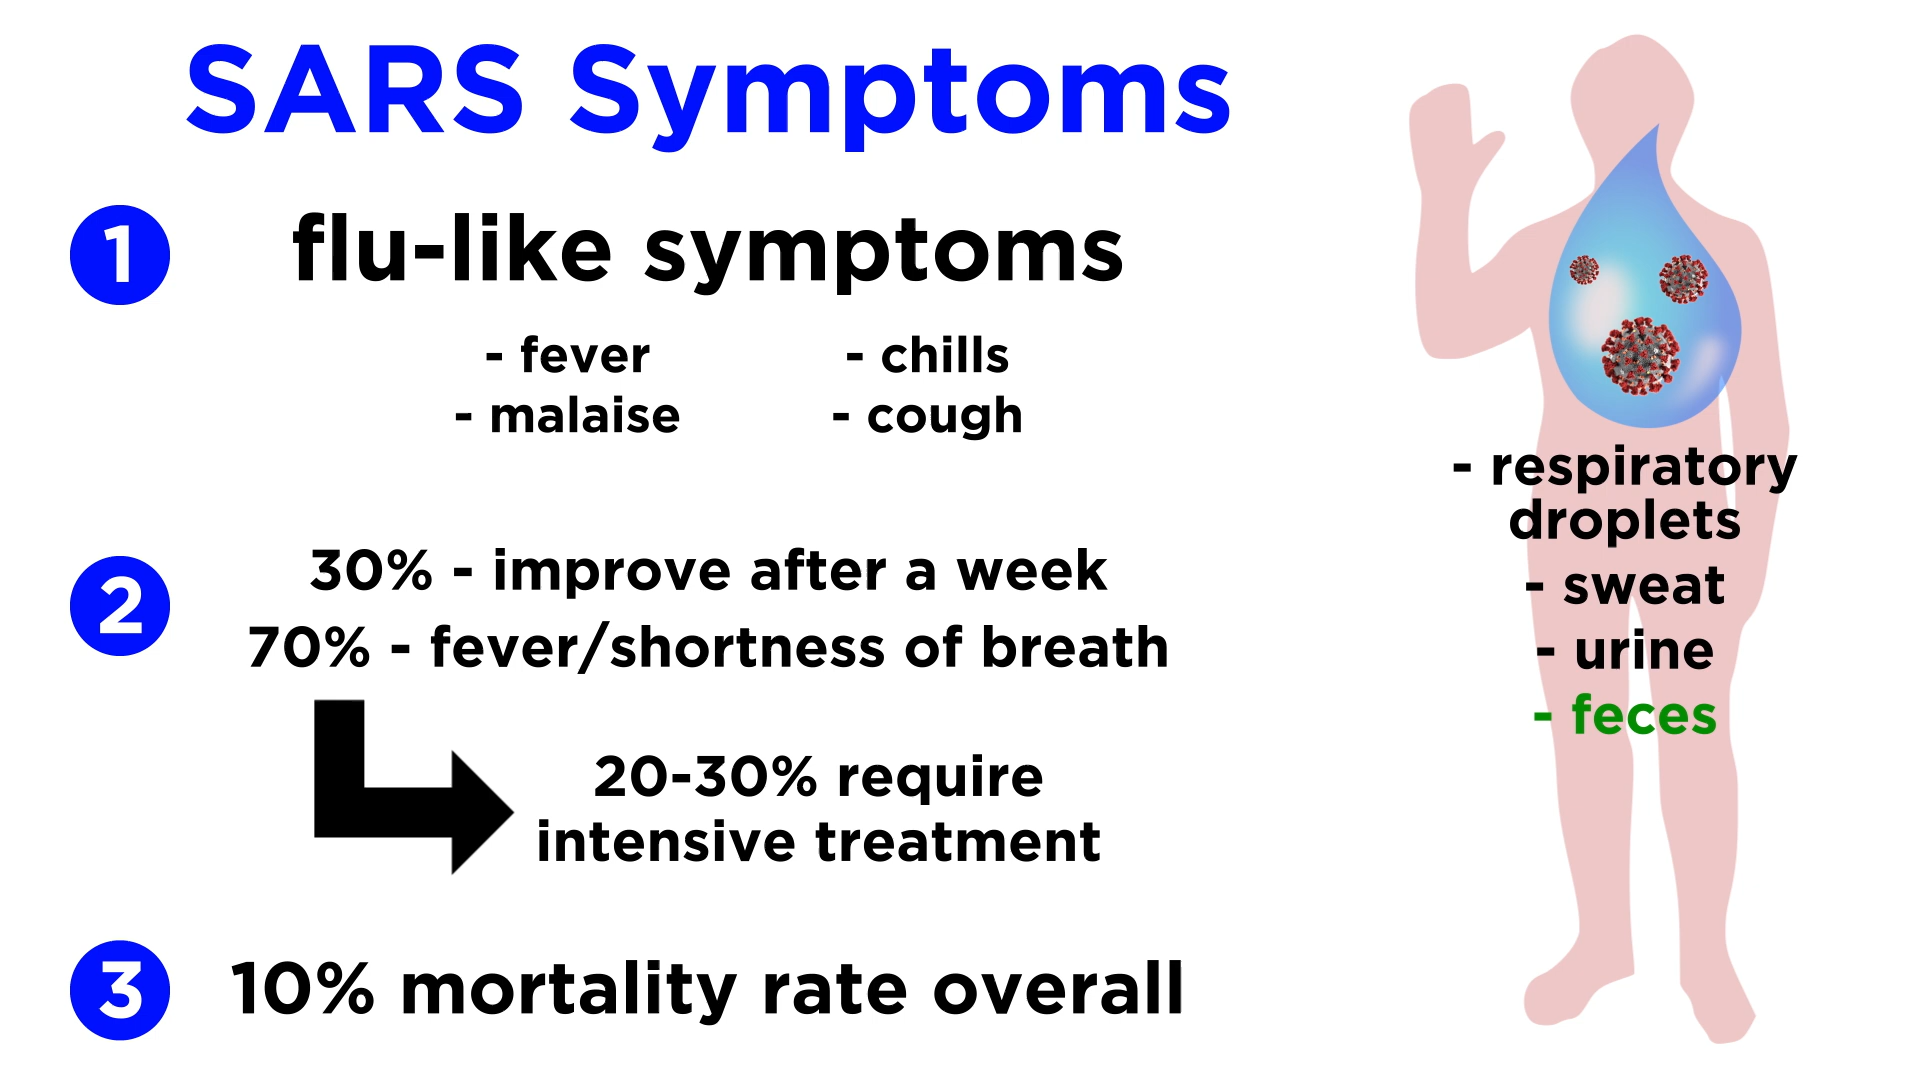 SARS Symptoms
1
flu-like symptoms
- fever
- chills
- malaise
- cough
2
30% - improve after a week
70% - fever/shortness of breath
20-30% require
intensive treatment
3
10% mortality rate overall
- respiratory
droplets
- sweat
- urine
- feces